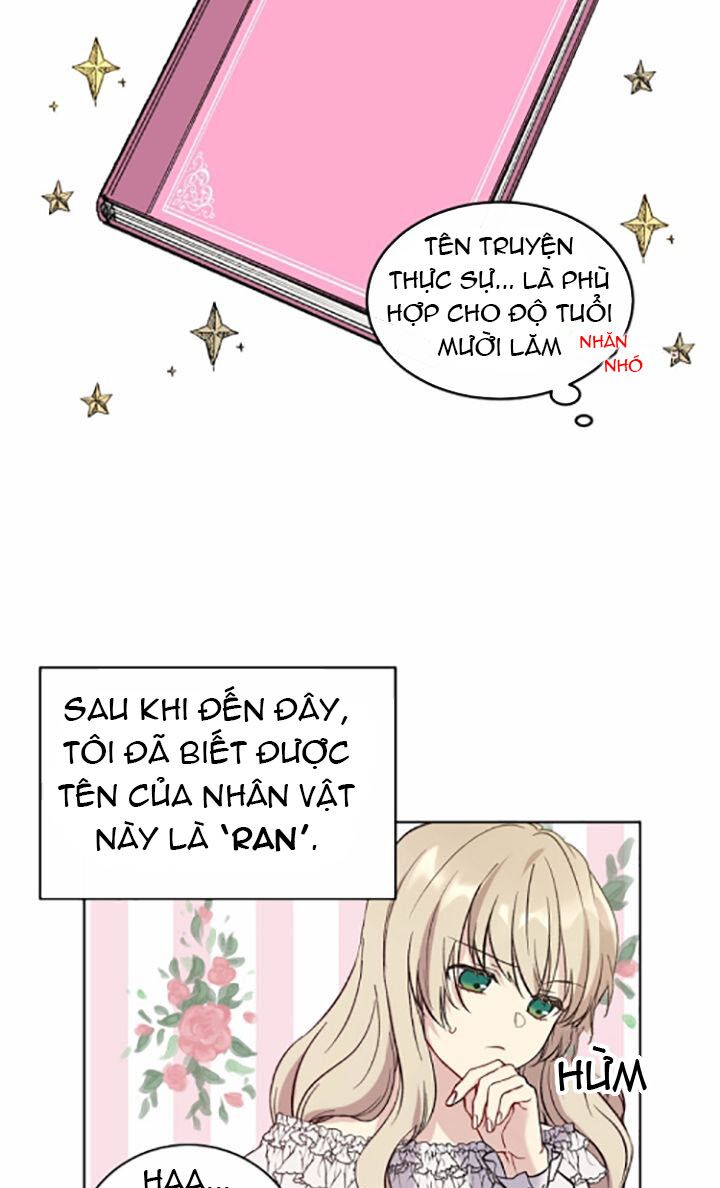 TÊN TRUYỆN
THỰC SỰ... LÀ PHÙ
HỢP CHO ĐỘ TUỔI
MƯỜI LĂM
NHĂN
NHÓ
SAU KHI ĐẾN ĐÂY,
TÔI ĐÃ BIẾT ĐƯỢC
TÊN CỦA NHÂN VẬT
NÀY LÀ ‘RAN’.
HỪM
HAA...